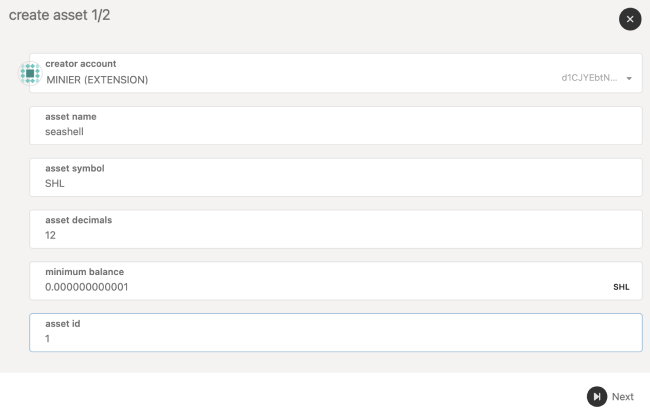 create asset 1/2
creator account
MINIER (EXTENSION)
d1CJYEbtN...
asset name
seashell
asset symbol
SHL
asset decimals
12
minimum balance
0.000000000001
SHL
asset id
1
Next